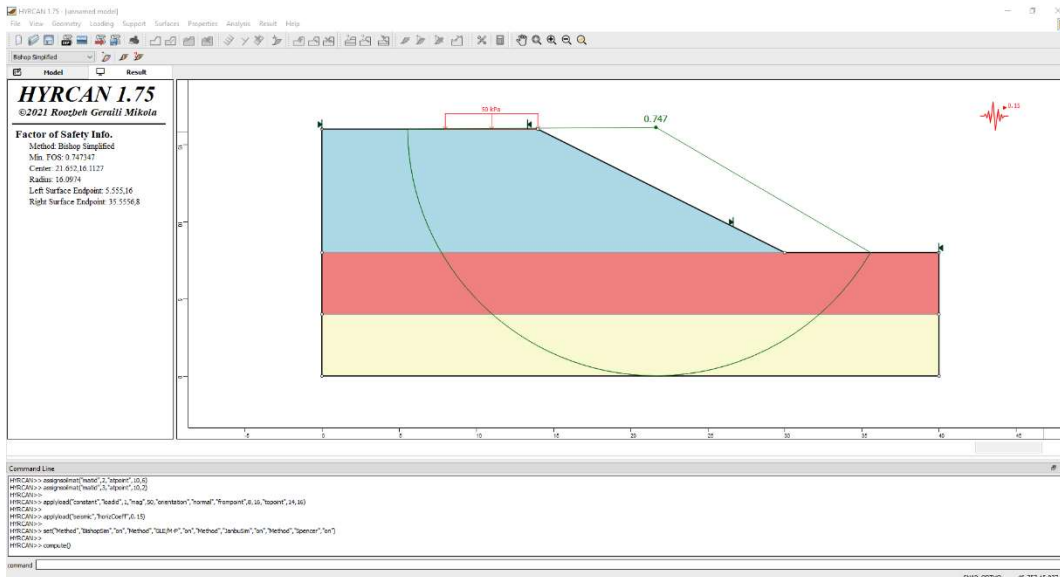 HYRCAN 1.75 - [unnamed model]
File View Geometry Loading Support Surfaces Properties Analysis Result Help
Bishop Simplified
Model Result
HYRCAN 1.75
©2021 Roozbeh Geraili Mikola
Factor of Safety Info.
Method: Bishop Simplified
Min. FOS: 0.747347
Center: 21.652,16.1127
Radius: 16.0974
Left Surface Endpoint: 5.555,16
Right Surface Endpoint: 35.5556,8
50 kPa
0.747
0.15
-5 0 5 10 15 20 25 30 35 40 45
Command Line
HYRCAN>> assignsoilmat("matid",2,"atpoint",10,6)
HYRCAN>> assignsoilmat("matid",3,"atpoint",10,2)
HYRCAN>>
HYRCAN>> applyload("constant","loadid",1,"mag",50,"orientation","normal","frompoint",8,16,"topoint",14,16)
HYRCAN>>
HYRCAN>> applyload("seismic","horizCoeff",0.15)
HYRCAN>>
HYRCAN>> set("Method","BishopSim","on","Method","GLE/M-P","on","Method","JanbuSim","on","Method","Spencer","on")
HYRCAN>>
HYRCAN>> compute()
command